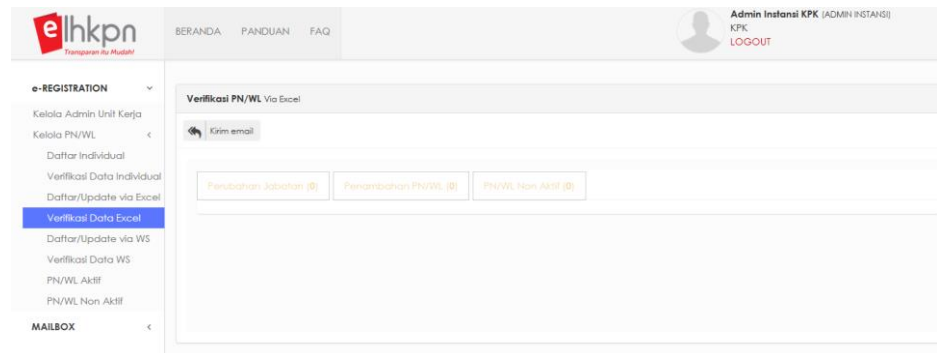 elhkpn
Transparan itu Mudah!
BERANDA PANDUAN FAQ
Admin Instansi KPK (ADMIN INSTANSI)
KPK
LOGOUT
e-REGISTRATION
Kelola Admin Unit Kerja
Kelola PN/WL
Daftar Individual
Verifikasi Data Individual
Daftar/Update via Excel
Verifikasi Data Excel
Daftar/Update via WS
Verifikasi Data WS
PN/WL Aktif
PN/WL Non Aktif
MAILBOX
Verifikasi PN/WL Via Excel
Kirim email
Perubahan Jabatan (0) Penambahan PN/WL (0) PN/WL Non Aktif (0)